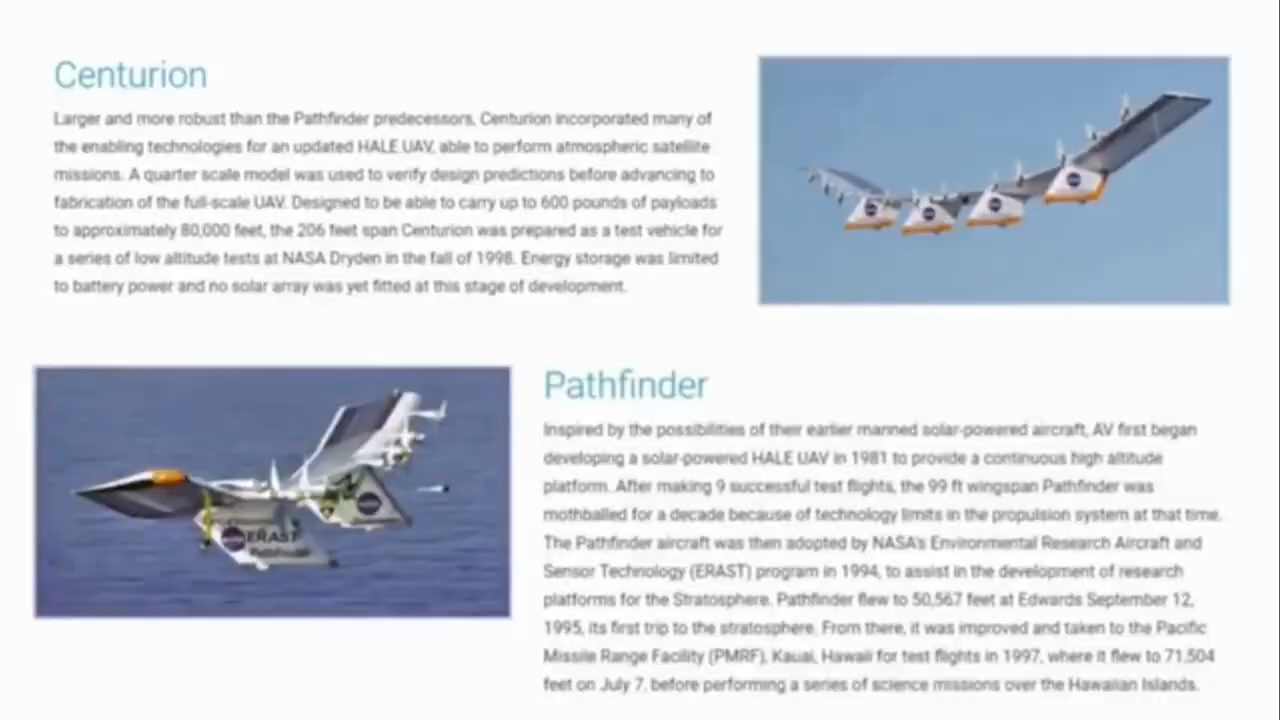 Centurion
Larger and more robust than the Pathfinder predecessors, Centurion incorporated many of
the enabling technologies for an updated HALE UAV, able to perform atmospheric satellite
missions. A quarter scale model was used to verify design predictions before advancing to
fabrication of the full-scale UAV. Designed to be able to carry up to 600 pounds of payloads
to approximately 80,000 feet, the 206 feet span Centurion was prepared as a test vehicle for
a series of low altitude tests at NASA Dryden in the fall of 1998. Energy storage was limited
to battery power and no solar array was yet fitted at this stage of development.
ERAST
Pathfinder
Pathfinder
Inspired by the possibilities of their earlier manned solar-powered aircraft, AV first began
developing a solar-powered HALE UAV in 1981 to provide a continuous high altitude
platform. After making 9 successful test flights, the 99 ft wingspan Pathfinder was
mothballed for a decade because of technology limits in the propulsion system at that time.
The Pathfinder aircraft was then adopted by NASA's Environmental Research Aircraft and
Sensor Technology (ERAST) program in 1994, to assist in the development of research
platforms for the Stratosphere. Pathfinder flew to 50,567 feet at Edwards September 12,
1995, its first trip to the stratosphere. From there, it was improved and taken to the Pacific
Missile Range Facility (PMRF), Kauai, Hawaii for test flights in 1997, where it flew to 71,504
feet on July 7, before performing a series of science missions over the Hawaiian Islands.